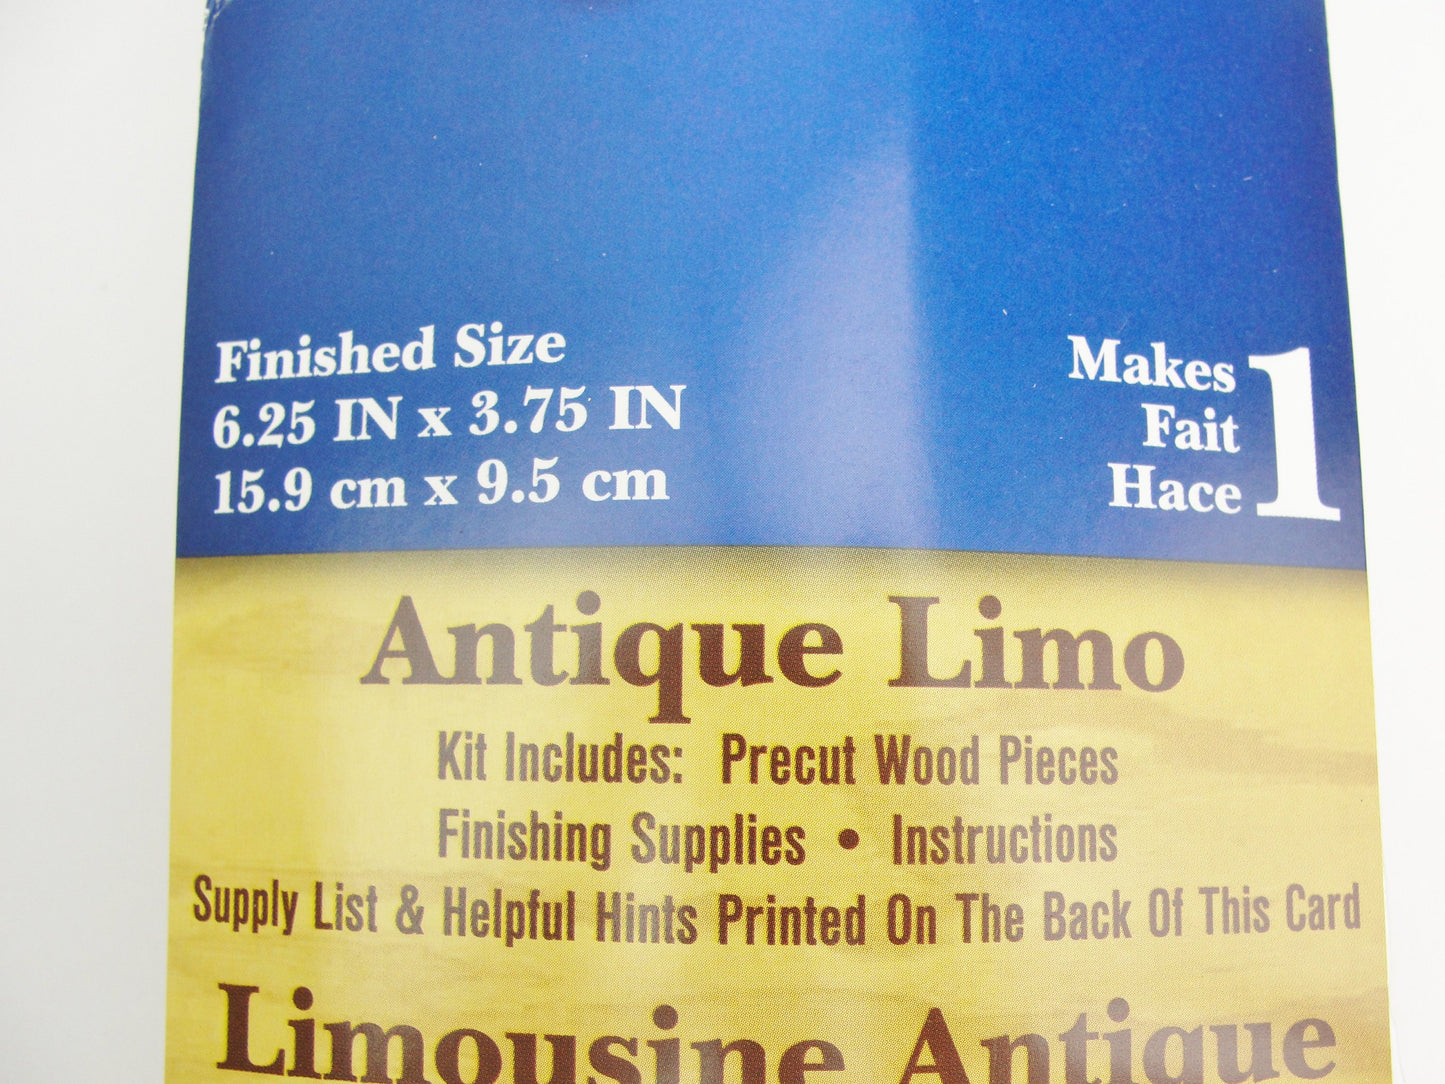 Finished Size
6.25 IN x 3.75 IN
15.9 cm x 9.5 cm
Makes
Fait
Hace
1
Antique Limo
Kit Includes: Precut Wood Pieces
Finishing Supplies • Instructions
Supply List & Helpful Hints Printed On The Back Of This Card
Limousine Antique